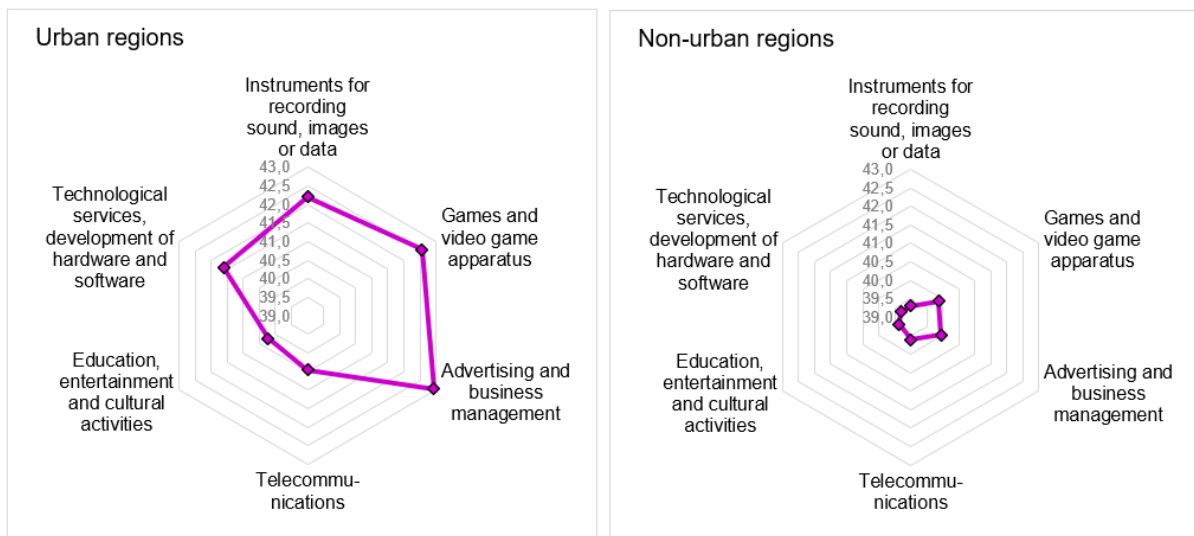 Urban regions
Instruments for
recording
sound, images
or data
43,0
42,5
42,0
41,5
41,0
40,5
40,0
39,5
39,0
Games and
video game
apparatus
Advertising and
business
management
Telecommu-
nications
Education,
entertainment
and cultural
activities
Technological
services,
development of
hardware and
software
Non-urban regions
Instruments for
recording
sound, images
or data
43,0
42,5
42,0
41,5
41,0
40,5
40,0
39,5
39,0
Games and
video game
apparatus
Advertising and
business
management
Telecommu-
nications
Education,
entertainment
and cultural
activities
Technological
services,
development of
hardware and
software